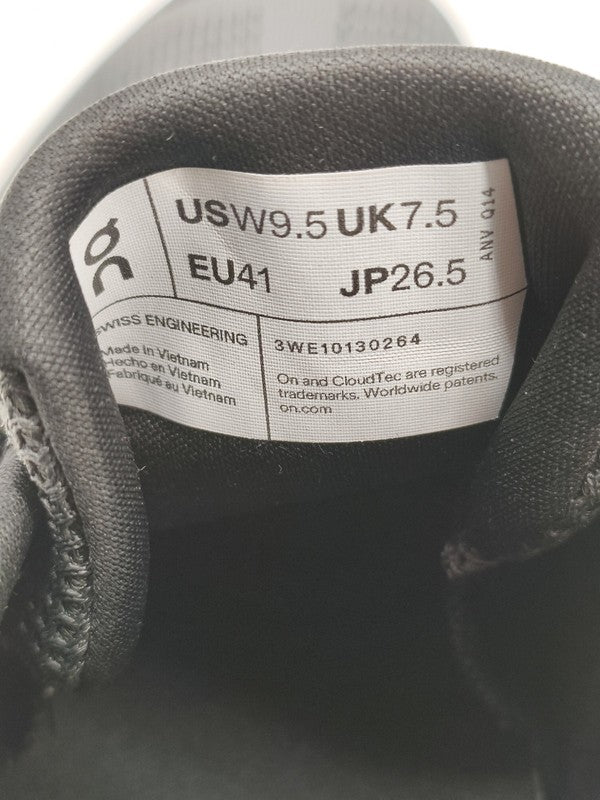 USW9.5 UK7.5
EU41 JP26.5
ANV Q14
SWISS ENGINEERING
Made in Vietnam
Hecho en Vietnam
Fabriqué au Vietnam
3WE10130264
On and CloudTec are registered
trademarks. Worldwide patents.
on.com